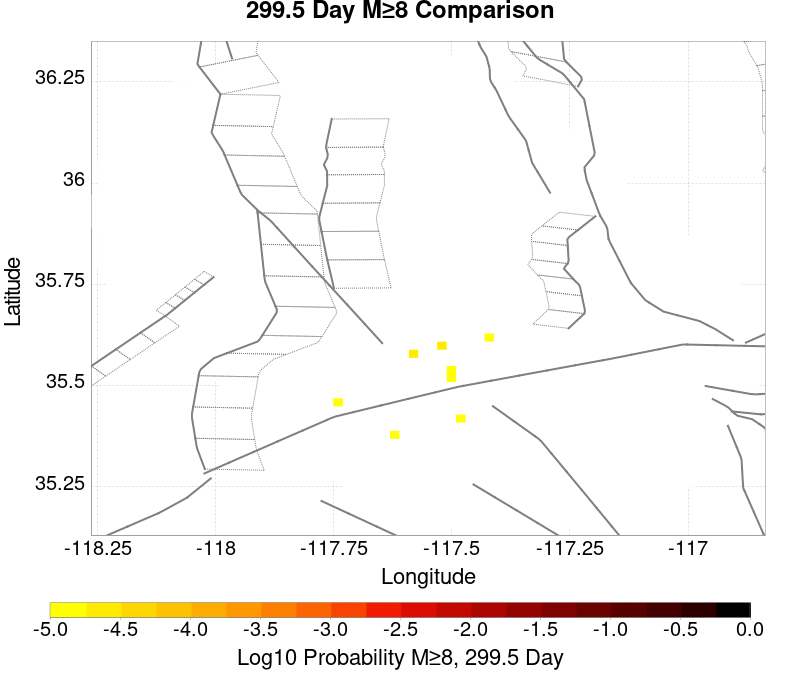 299.5 Day M≥8 Comparison
36.25
36
35.75
35.5
35.25
Latitude
-118.25 -118 -117.75 -117.5 -117.25 -117
Longitude
-5.0 -4.5 -4.0 -3.5 -3.0 -2.5 -2.0 -1.5 -1.0 -0.5 0.0
Log10 Probability M≥8, 299.5 Day